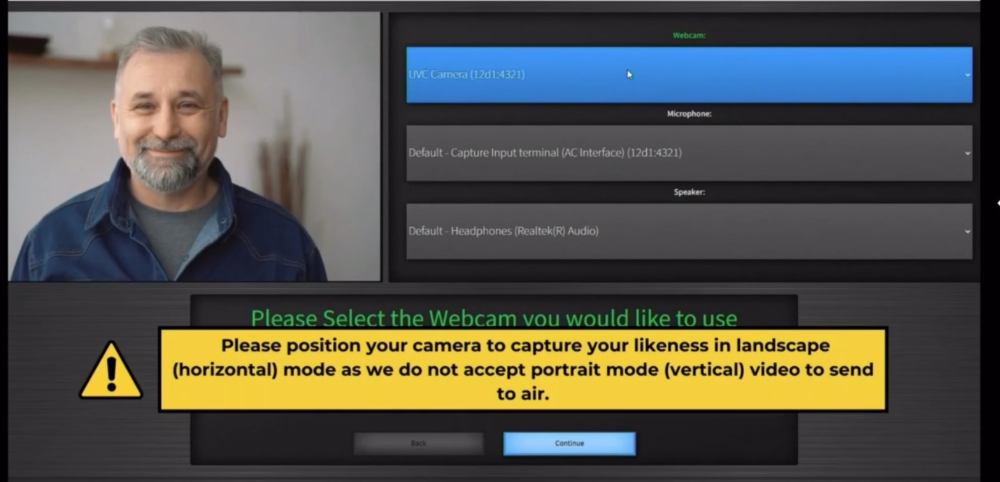 Webcam:
UVC Camera (12d1:4321)
Microphone:
Default - Capture Input terminal (AC Interface) (12d1:4321)
Speaker:
Default - Headphones (Realtek(R) Audio)
Please Select the Webcam you would like to use
Please position your camera to capture your likeness in landscape
(horizontal) mode as we do not accept portrait mode (vertical) video to send
to air.
Back
Continue